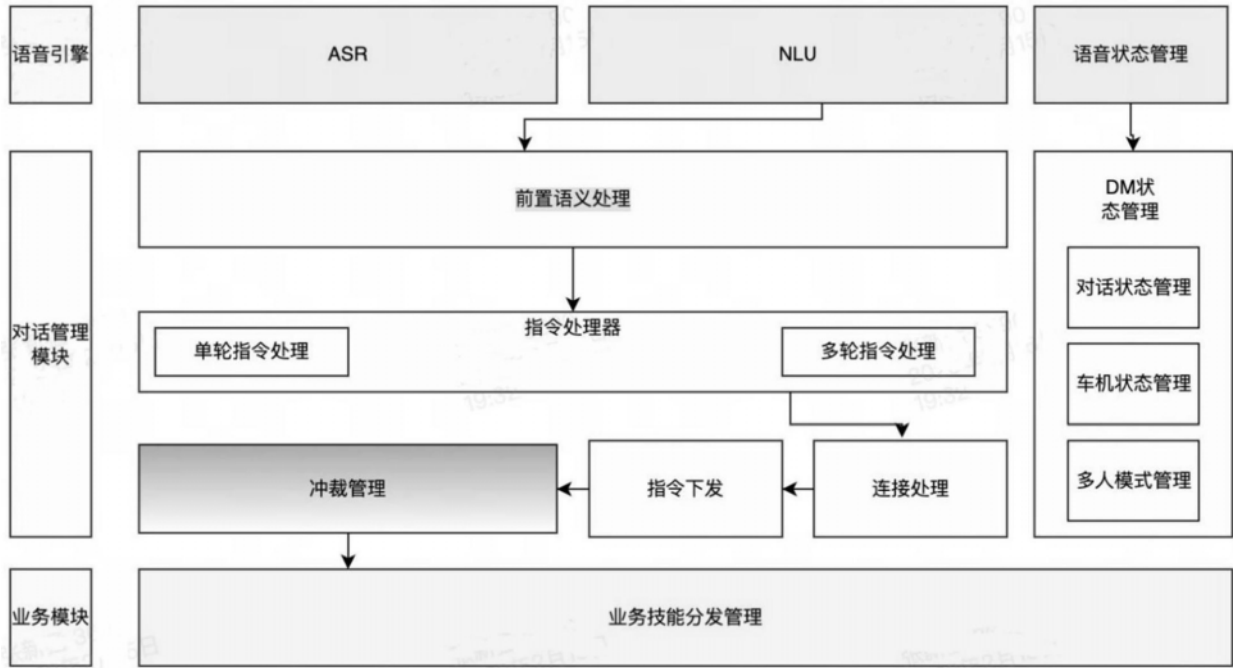 语音引擎
ASR
NLU
语音状态管理
对话管理
模块
前置语义处理
DM状
态管理
对话状态管理
车机状态管理
多人模式管理
指令处理器
单轮指令处理
多轮指令处理
冲裁管理
指令下发
连接处理
业务模块
业务技能分发管理
19:32
19:32